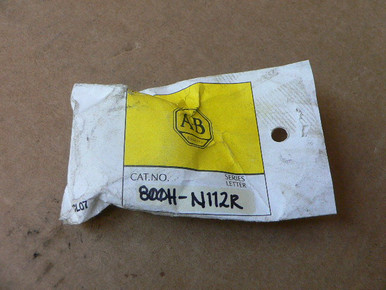 AB
CAT.NO.
SERIES
LETTER
800H-N112R